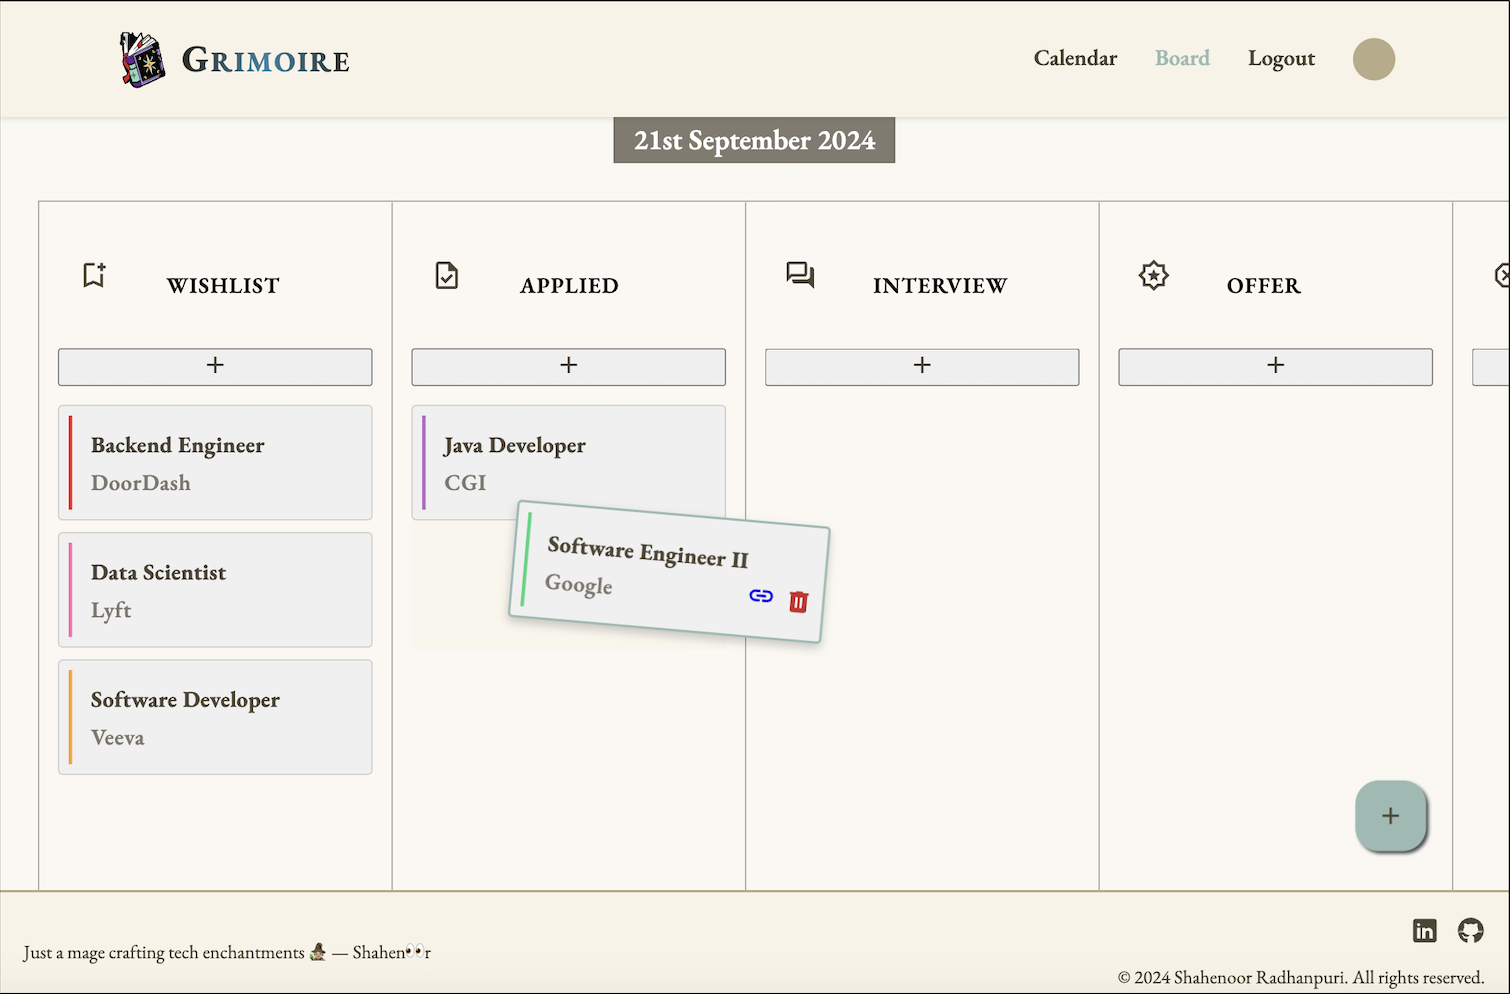 GRIMOIRE
Calendar Board Logout
21st September 2024
WISHLIST
+
Backend Engineer
DoorDash
Data Scientist
Lyft
Software Developer
Veeva
APPLIED
+
Java Developer
CGI
Software Engineer II
Google
INTERVIEW
+
OFFER
+
+
Just a mage crafting tech enchantments 🧙 — Shahen👀r
in
© 2024 Shahenoor Radhanpuri. All rights reserved.